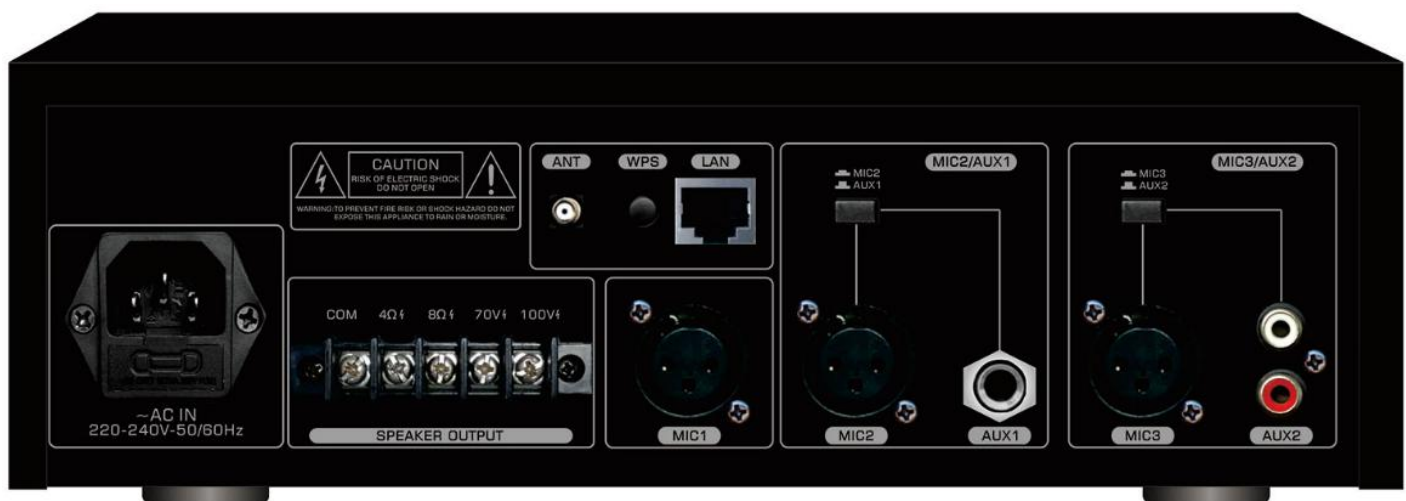 CAUTION
RISK OF ELECTRIC SHOCK
DO NOT OPEN
WARNING:TO PREVENT FIRE RISK OR SHOCK HAZARD DO NOT
EXPOSE THIS APPLIANCE TO RAIN OR MOISTURE.
ANT WPS LAN
MIC2/AUX1
MIC2
AUX1
MIC3/AUX2
MIC3
AUX2
~AC IN
220-240V-50/60Hz
COM 4Ω 8Ω 70V 100V
SPEAKER OUTPUT
MIC1
MIC2
AUX1
MIC3
AUX2